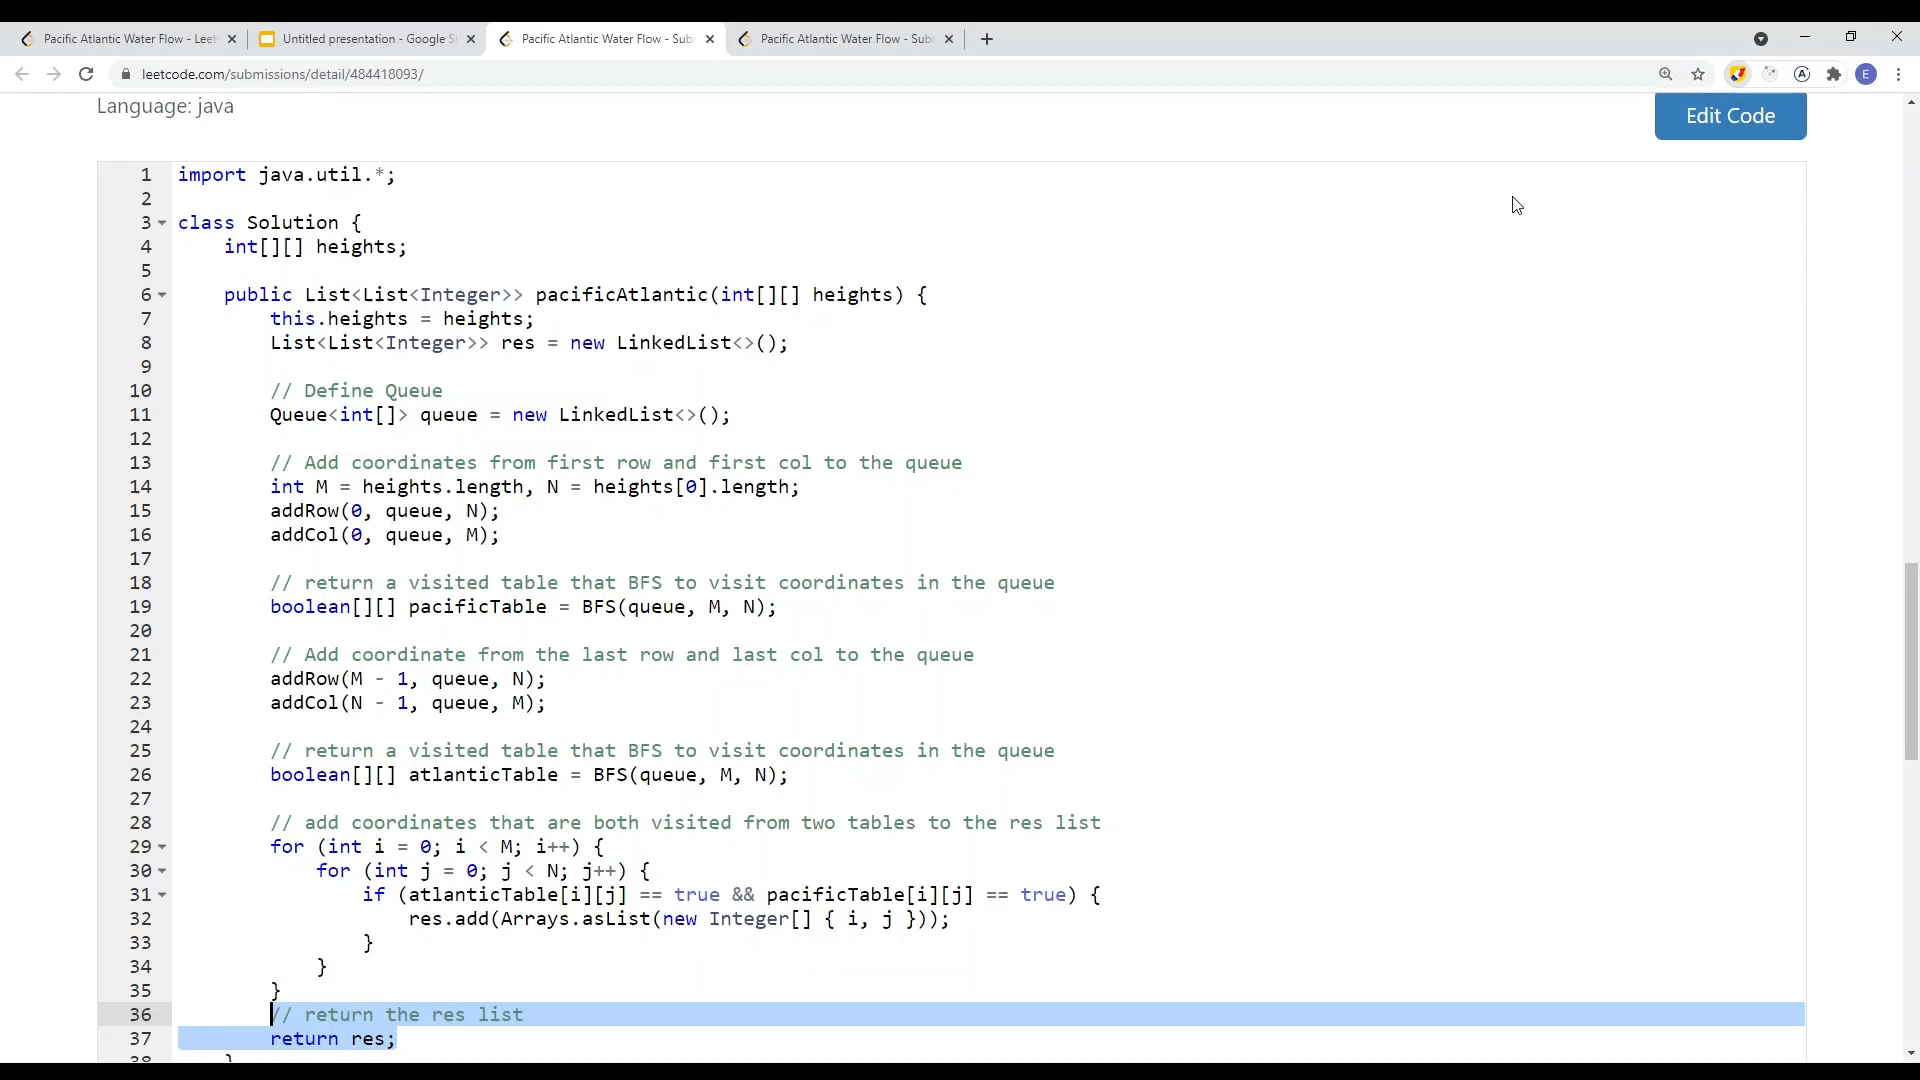 Pacific Atlantic Water Flow - Leet
Untitled presentation - Google S
Pacific Atlantic Water Flow - Sub
Pacific Atlantic Water Flow - Sub
leetcode.com/submissions/detail/484418093/
E
Language: java
Edit Code
1 import java.util.*;
2
3 class Solution {
4 int[][] heights;
5
6 public List<List<Integer>> pacificAtlantic(int[][] heights) {
7 this.heights = heights;
8 List<List<Integer>> res = new LinkedList<>();
9
10 // Define Queue
11 Queue<int[]> queue = new LinkedList<>();
12
13 // Add coordinates from first row and first col to the queue
14 int M = heights.length, N = heights[0].length;
15 addRow(0, queue, N);
16 addCol(0, queue, M);
17
18 // return a visited table that BFS to visit coordinates in the queue
19 boolean[][] pacificTable = BFS(queue, M, N);
20
21 // Add coordinate from the last row and last col to the queue
22 addRow(M - 1, queue, N);
23 addCol(N - 1, queue, M);
24
25 // return a visited table that BFS to visit coordinates in the queue
26 boolean[][] atlanticTable = BFS(queue, M, N);
27
28 // add coordinates that are both visited from two tables to the res list
29 for (int i = 0; i < M; i++) {
30 for (int j = 0; j < N; j++) {
31 if (atlanticTable[i][j] == true && pacificTable[i][j] == true) {
32 res.add(Arrays.asList(new Integer[] { i, j }));
33 }
34 }
35 }
36 // return the res list
37 return res;
38 }